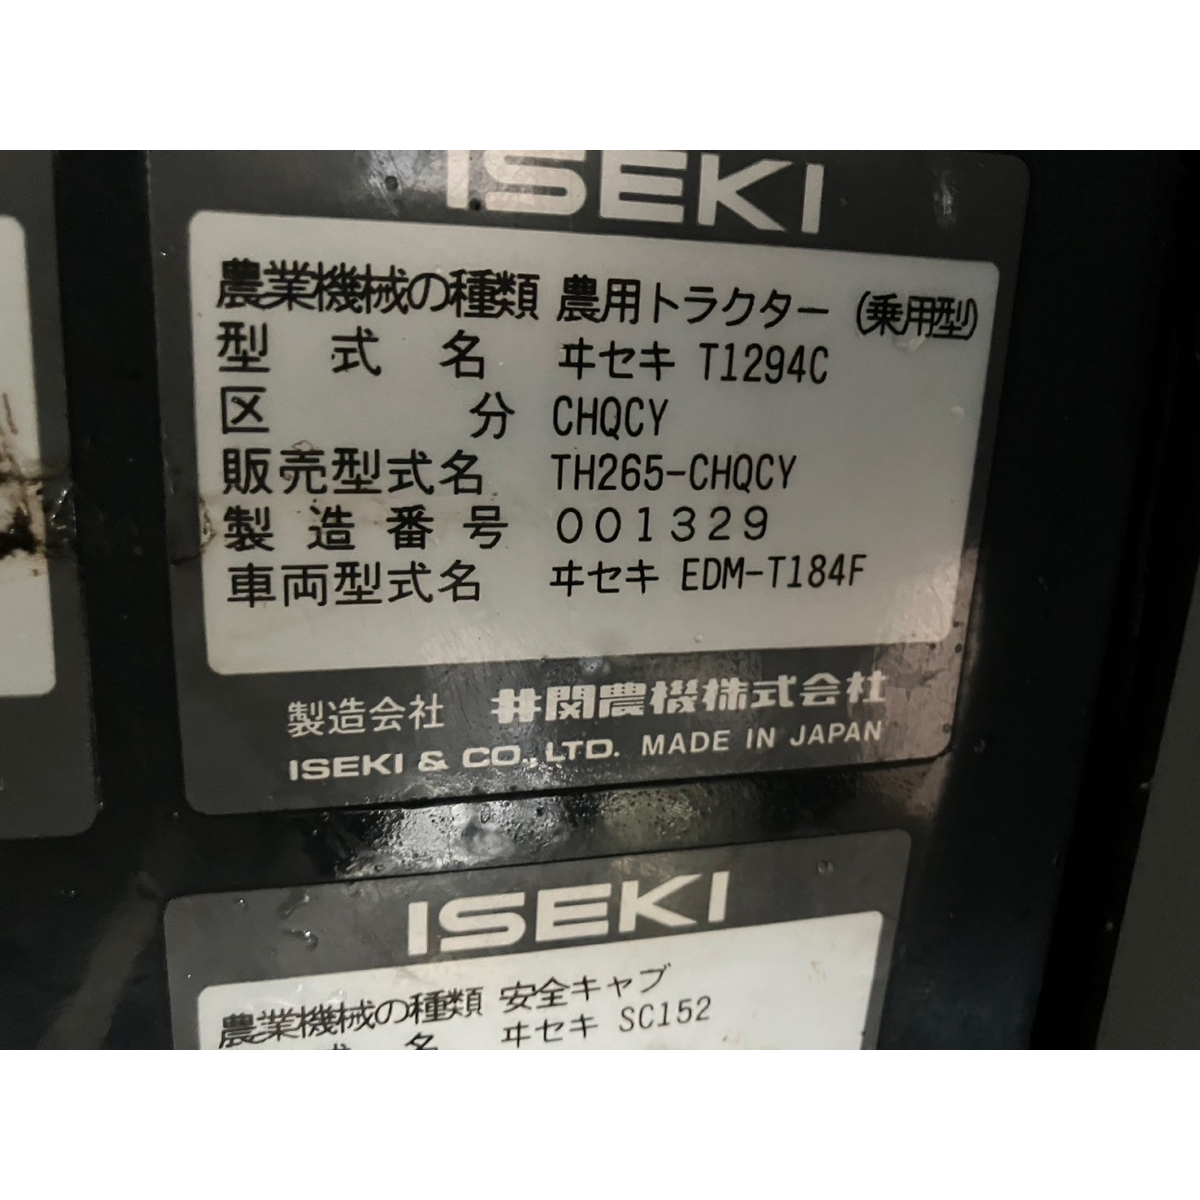 ISEKI
農業機械の種類 農用トラクター (乗用型)
型式名 ヰセキ T1294C
区分 CHQCY
販売型式名 TH265-CHQCY
製造番号 001329
車両型式名 ヰセキ EDM-T184F
製造会社 井関農機株式会社
ISEKI & CO., LTD. MADE IN JAPAN
ISEKI
農業機械の種類 安全キャブ
式名 ヰセキ SC152